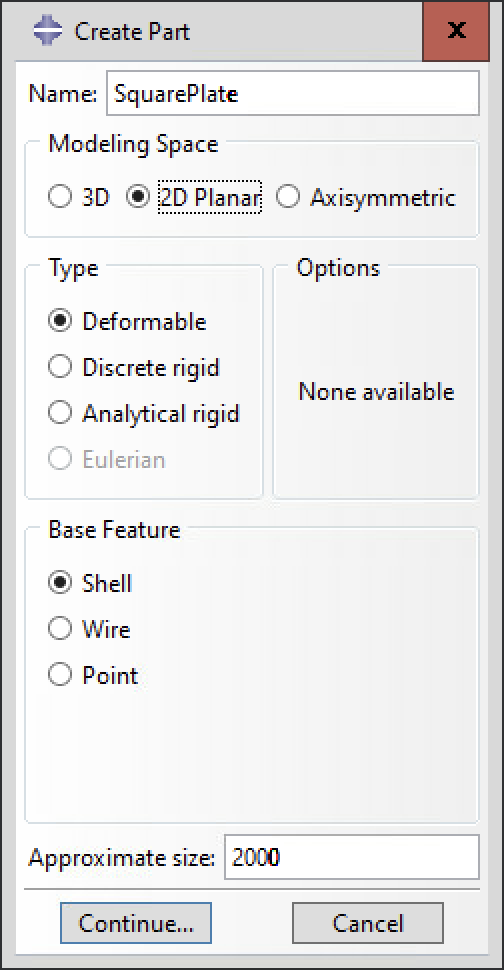 Create Part
X
Name: SquarePlate
Modeling Space
3D 2D Planar Axisymmetric
Type
Deformable
Discrete rigid
Analytical rigid
Eulerian
Options
None available
Base Feature
Shell
Wire
Point
Approximate size: 2000
Continue... Cancel